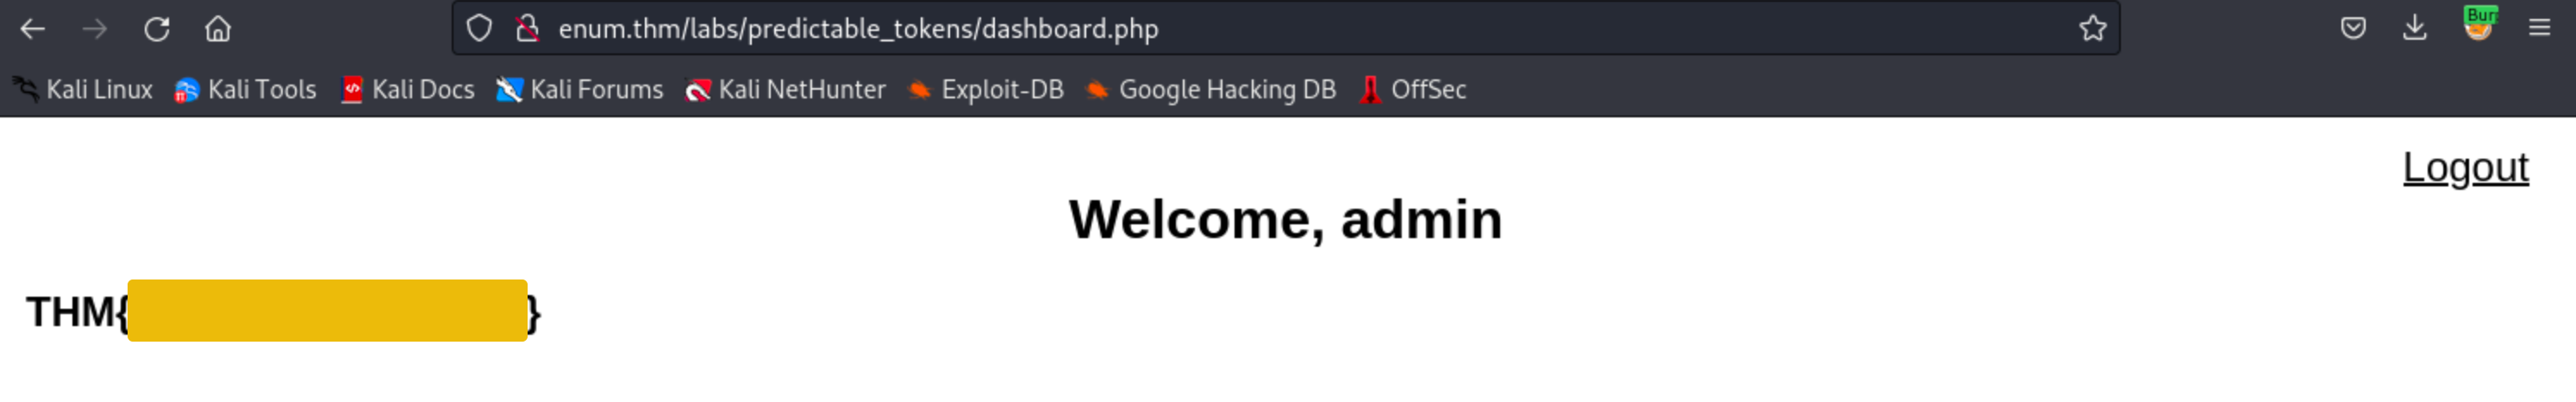 enum.thm/labs/predictable_tokens/dashboard.php
Bur
Kali Linux Kali Tools Kali Docs Kali Forums Kali NetHunter Exploit-DB Google Hacking DB OffSec
Logout
Welcome, admin
THM{ }